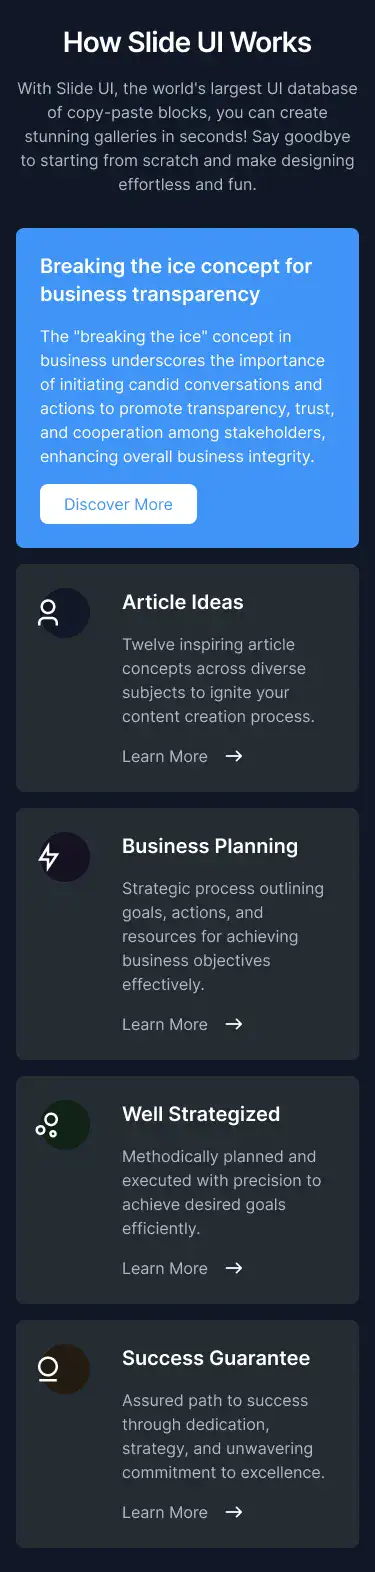 How Slide UI Works
With Slide UI, the world's largest UI database
of copy-paste blocks, you can create
stunning galleries in seconds! Say goodbye
to starting from scratch and make designing
effortless and fun.
Breaking the ice concept for
business transparency
The "breaking the ice" concept in
business underscores the importance
of initiating candid conversations and
actions to promote transparency, trust,
and cooperation among stakeholders,
enhancing overall business integrity.
Discover More
Article Ideas
Twelve inspiring article
concepts across diverse
subjects to ignite your
content creation process.
Learn More
Business Planning
Strategic process outlining
goals, actions, and
resources for achieving
business objectives
effectively.
Learn More
Well Strategized
Methodically planned and
executed with precision to
achieve desired goals
efficiently.
Learn More
Success Guarantee
Assured path to success
through dedication,
strategy, and unwavering
commitment to excellence.
Learn More